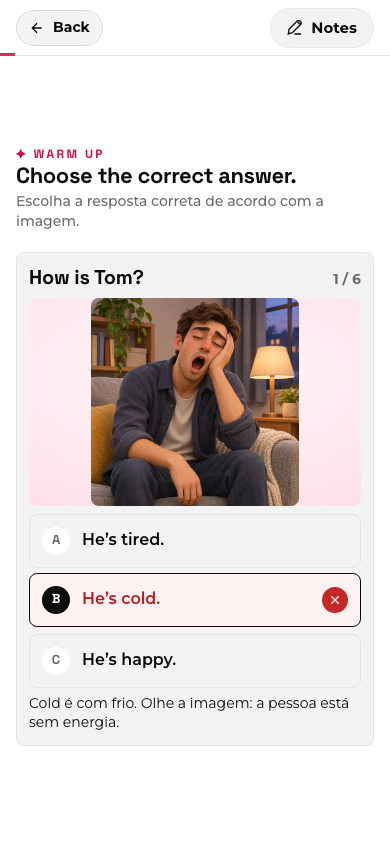 Back
Notes
WARM UP
Choose the correct answer.
Escolha a resposta correta de acordo com a
imagem.
How is Tom?
1 / 6
A
He's tired.
B
He's cold.
C
He's happy.
Cold é com frio. Olhe a imagem: a pessoa está
sem energia.